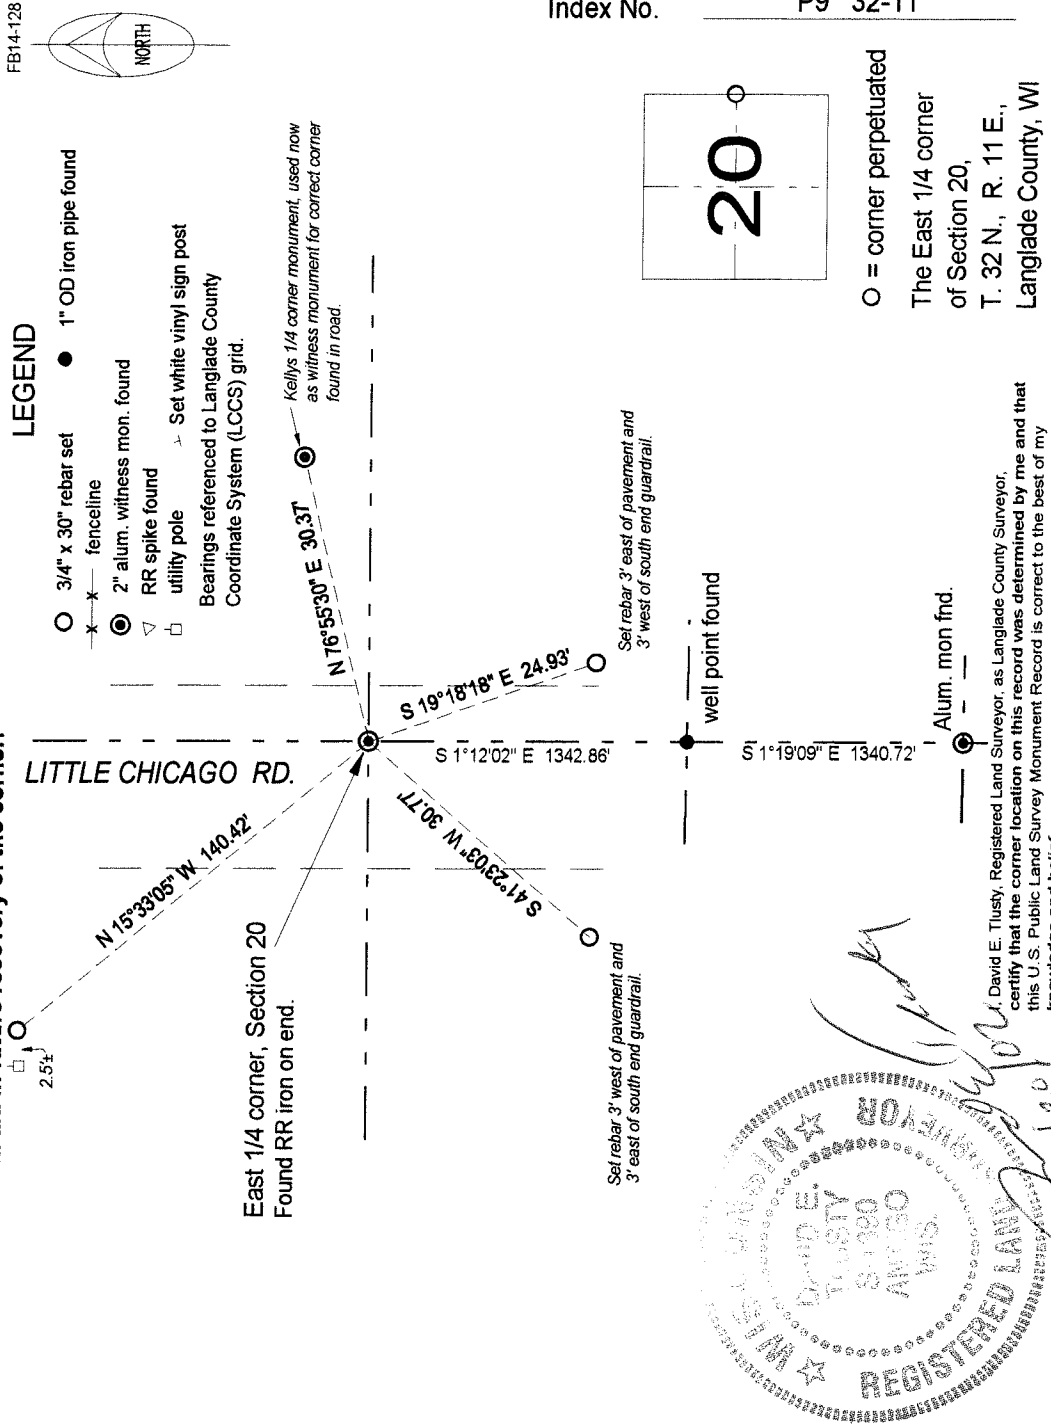 FB14-128
NORTH
Index No. P9 32-11
LEGEND
3/4" x 30" rebar set
1" OD iron pipe found
fenceline
2" alum. witness mon. found
RR spike found
utility pole
Set white vinyl sign post
Bearings referenced to Langlade County
Coordinate System (LCCS) grid.
of the corner.
2.5'±
LITTLE CHICAGO RD.
N 15°33'05" W 140.42'
N 76°55'30" E 30.37'
Kellys 1/4 corner monument, used now
as witness monument for correct corner
found in road.
East 1/4 corner, Section 20
Found RR iron on end.
S 41°23'03" W 30.77'
S 19°18'18" E 24.93'
S 1°12'02" E 1342.86'
Set rebar 3' west of pavement and
3' east of south end guardrail.
Set rebar 3' east of pavement and
3' west of south end guardrail.
well point found
S 1°19'09" E 1340.72'
Alum. mon fnd.
20
O = corner perpetuated
The East 1/4 corner
of Section 20,
T. 32 N., R. 11 E.,
Langlade County, WI
I, David E. Tlusty, Registered Land Surveyor, as Langlade County Surveyor,
certify that the corner location on this record was determined by me and that
this U.S. Public Land Survey Monument Record is correct to the best of my
knowledge and belief.
WISCONSIN
DAVID E.
TLUSTY
ANTIGO
WIS.
REGISTERED LAND SURVEYOR